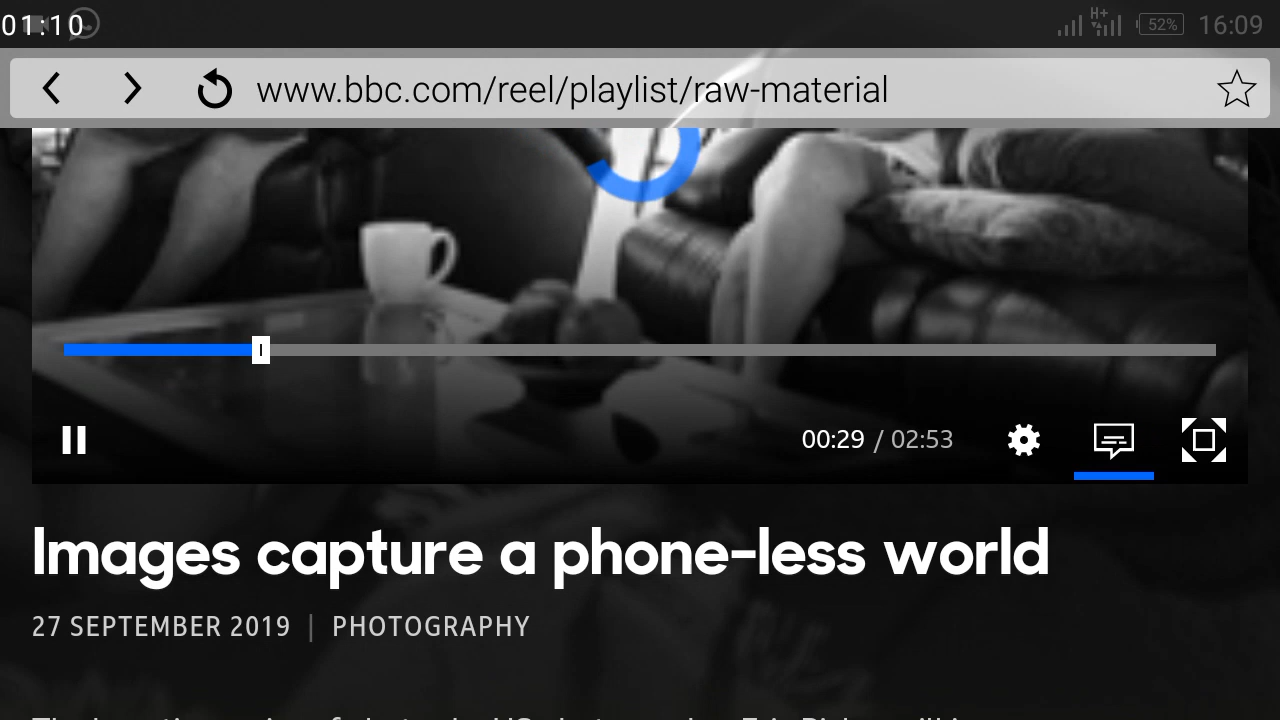 01:10
H+
52%
16:09
www.bbc.com/reel/playlist/raw-material
00:29 / 02:53
Images capture a phone-less world
27 SEPTEMBER 2019 | PHOTOGRAPHY